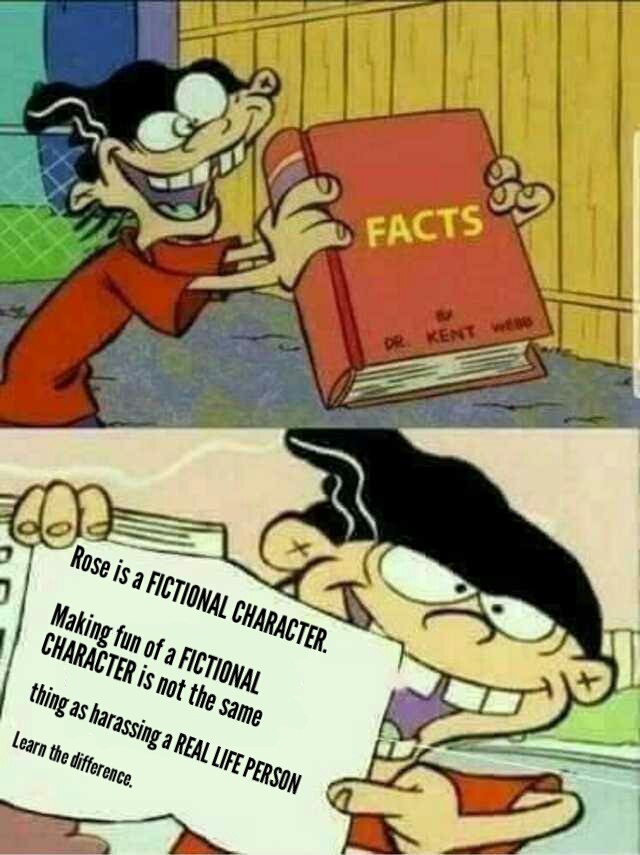 FACTS
By
DR. KENT WEBB
Rose is a FICTIONAL CHARACTER.
Making fun of a FICTIONAL
CHARACTER is not the same
thing as harassing a REAL LIFE PERSON
Learn the difference.